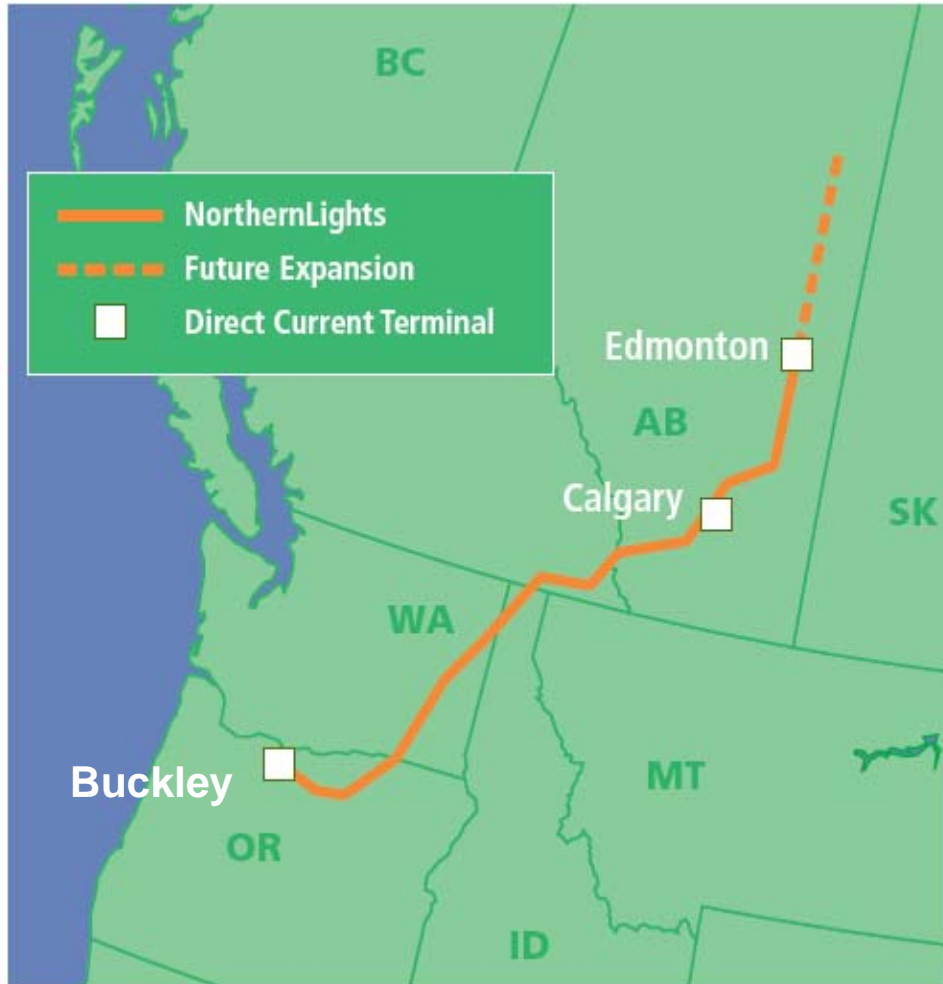 BC
NorthernLights
Future Expansion
Direct Current Terminal
Edmonton
AB
Calgary
SK
WA
Buckley
MT
OR
ID